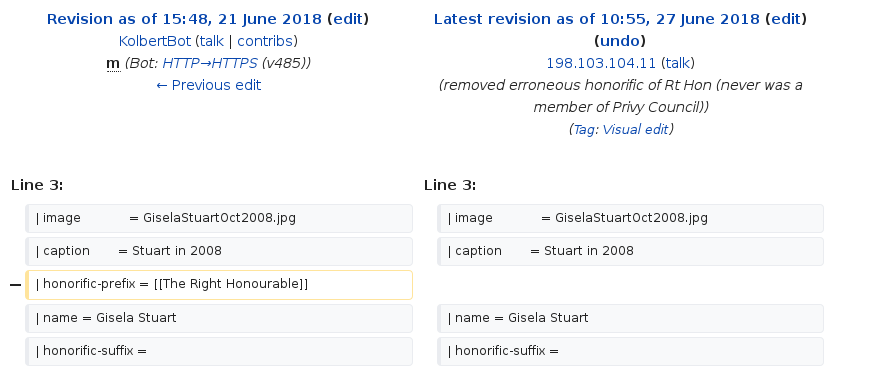 Revision as of 15:48, 21 June 2018 (edit)
KolbertBot (talk | contribs)
m (Bot: HTTP→HTTPS (v485))
← Previous edit
Latest revision as of 10:55, 27 June 2018 (edit)
(undo)
198.103.104.11 (talk)
(removed erroneous honorific of Rt Hon (never was a
member of Privy Council))
(Tag: Visual edit)
Line 3:
Line 3:
| image = GiselaStuartOct2008.jpg
| image = GiselaStuartOct2008.jpg
| caption = Stuart in 2008
| caption = Stuart in 2008
− | honorific-prefix = [[The Right Honourable]]
| name = Gisela Stuart
| name = Gisela Stuart
| honorific-suffix =
| honorific-suffix =